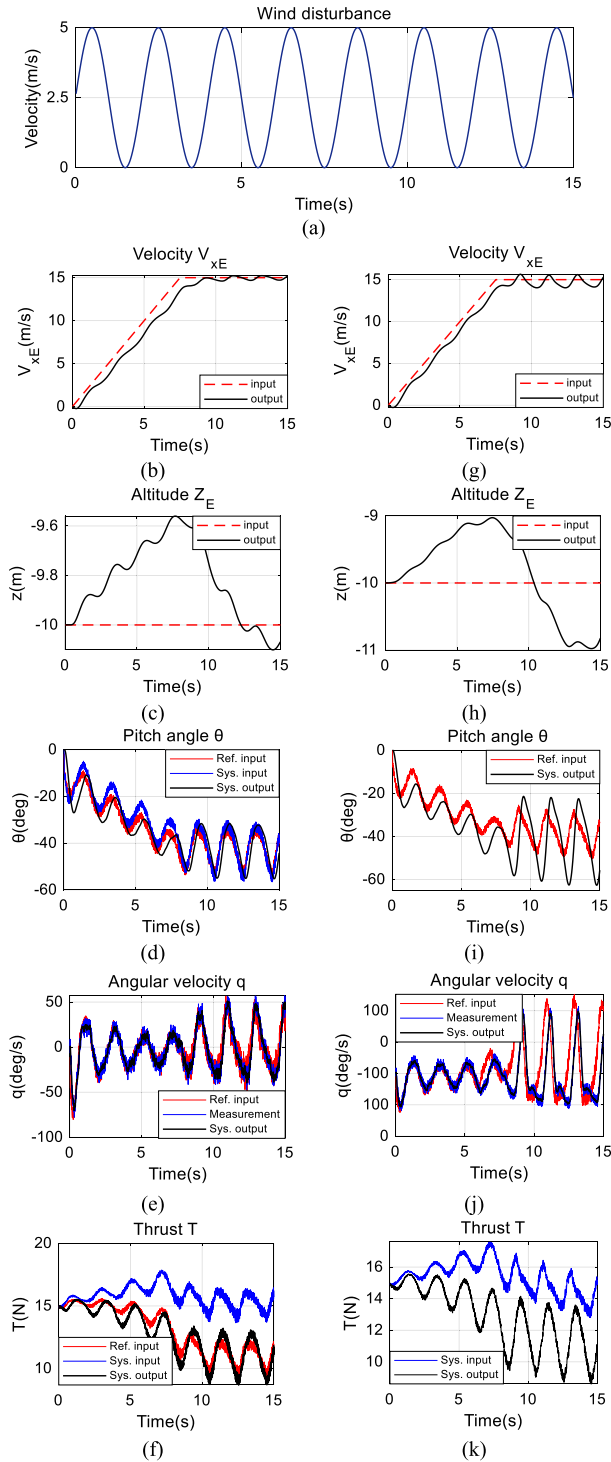 Wind disturbance
5
2.5
0
Velocity(m/s)
0 5 10 15
Time(s)
(a)
Velocity V_xE
15
10
5
0
V_xE(m/s)
input
output
0 5 10 15
Time(s)
(b)
Velocity V_xE
15
10
5
0
V_xE(m/s)
input
output
0 5 10 15
Time(s)
(g)
Altitude Z_E
-9.6
-9.8
-10
z(m)
input
output
0 5 10 15
Time(s)
(c)
Altitude Z_E
-9
-10
-11
z(m)
input
output
0 5 10 15
Time(s)
(h)
Pitch angle θ
0
-20
-40
-60
θ(deg)
Ref. input
Sys. input
Sys. output
0 5 10 15
Time(s)
(d)
Pitch angle θ
0
-20
-40
-60
θ(deg)
Ref. input
Sys. output
0 5 10 15
Time(s)
(i)
Angular velocity q
50
0
-50
-100
q(deg/s)
Ref. input
Measurement
Sys. output
0 5 10 15
Time(s)
(e)
Angular velocity q
100
0
-100
100
0
q(deg/s)
Ref. input
Measurement
Sys. output
0 5 10 15
Time(s)
(j)
Thrust T
20
15
10
T(N)
Ref. input
Sys. input
Sys. output
0 5 10 15
Time(s)
(f)
Thrust T
16
14
12
10
T(N)
Sys. input
Sys. output
0 5 10 15
Time(s)
(k)